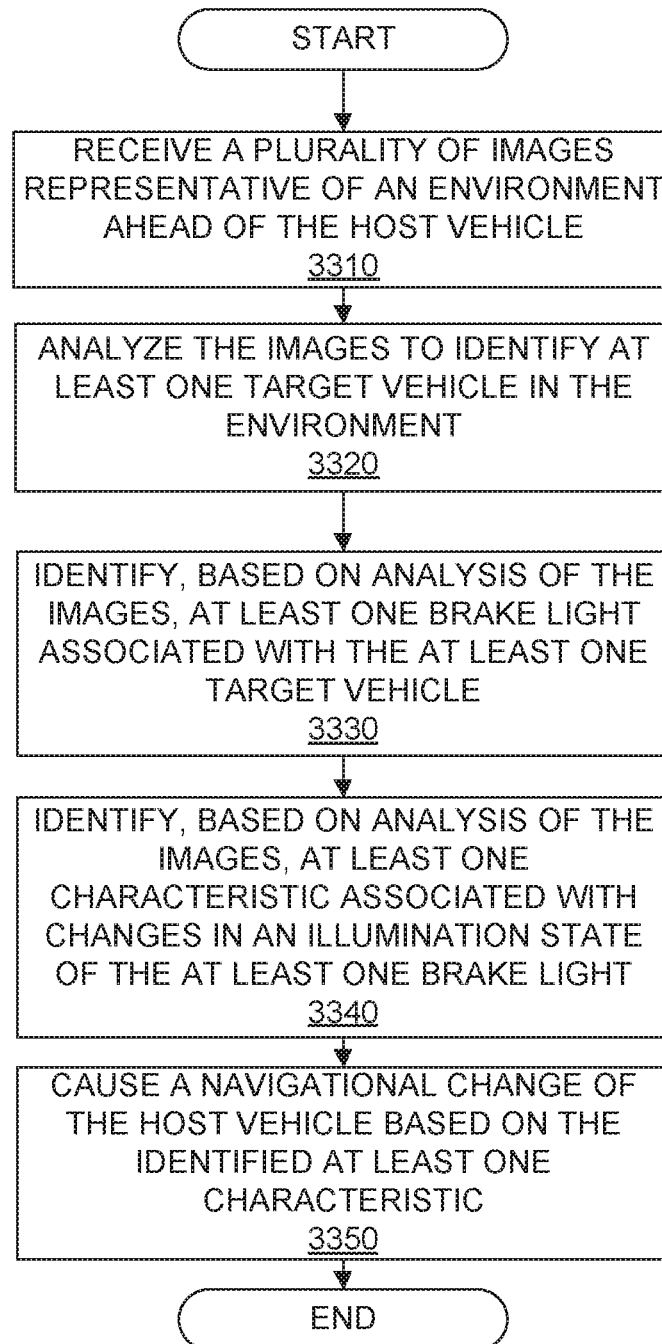 START
RECEIVE A PLURALITY OF IMAGES
REPRESENTATIVE OF AN ENVIRONMENT
AHEAD OF THE HOST VEHICLE
3310
ANALYZE THE IMAGES TO IDENTIFY AT
LEAST ONE TARGET VEHICLE IN THE
ENVIRONMENT
3320
IDENTIFY, BASED ON ANALYSIS OF THE
IMAGES, AT LEAST ONE BRAKE LIGHT
ASSOCIATED WITH THE AT LEAST ONE
TARGET VEHICLE
3330
IDENTIFY, BASED ON ANALYSIS OF THE
IMAGES, AT LEAST ONE
CHARACTERISTIC ASSOCIATED WITH
CHANGES IN AN ILLUMINATION STATE
OF THE AT LEAST ONE BRAKE LIGHT
3340
CAUSE A NAVIGATIONAL CHANGE OF
THE HOST VEHICLE BASED ON THE
IDENTIFIED AT LEAST ONE
CHARACTERISTIC
3350
END